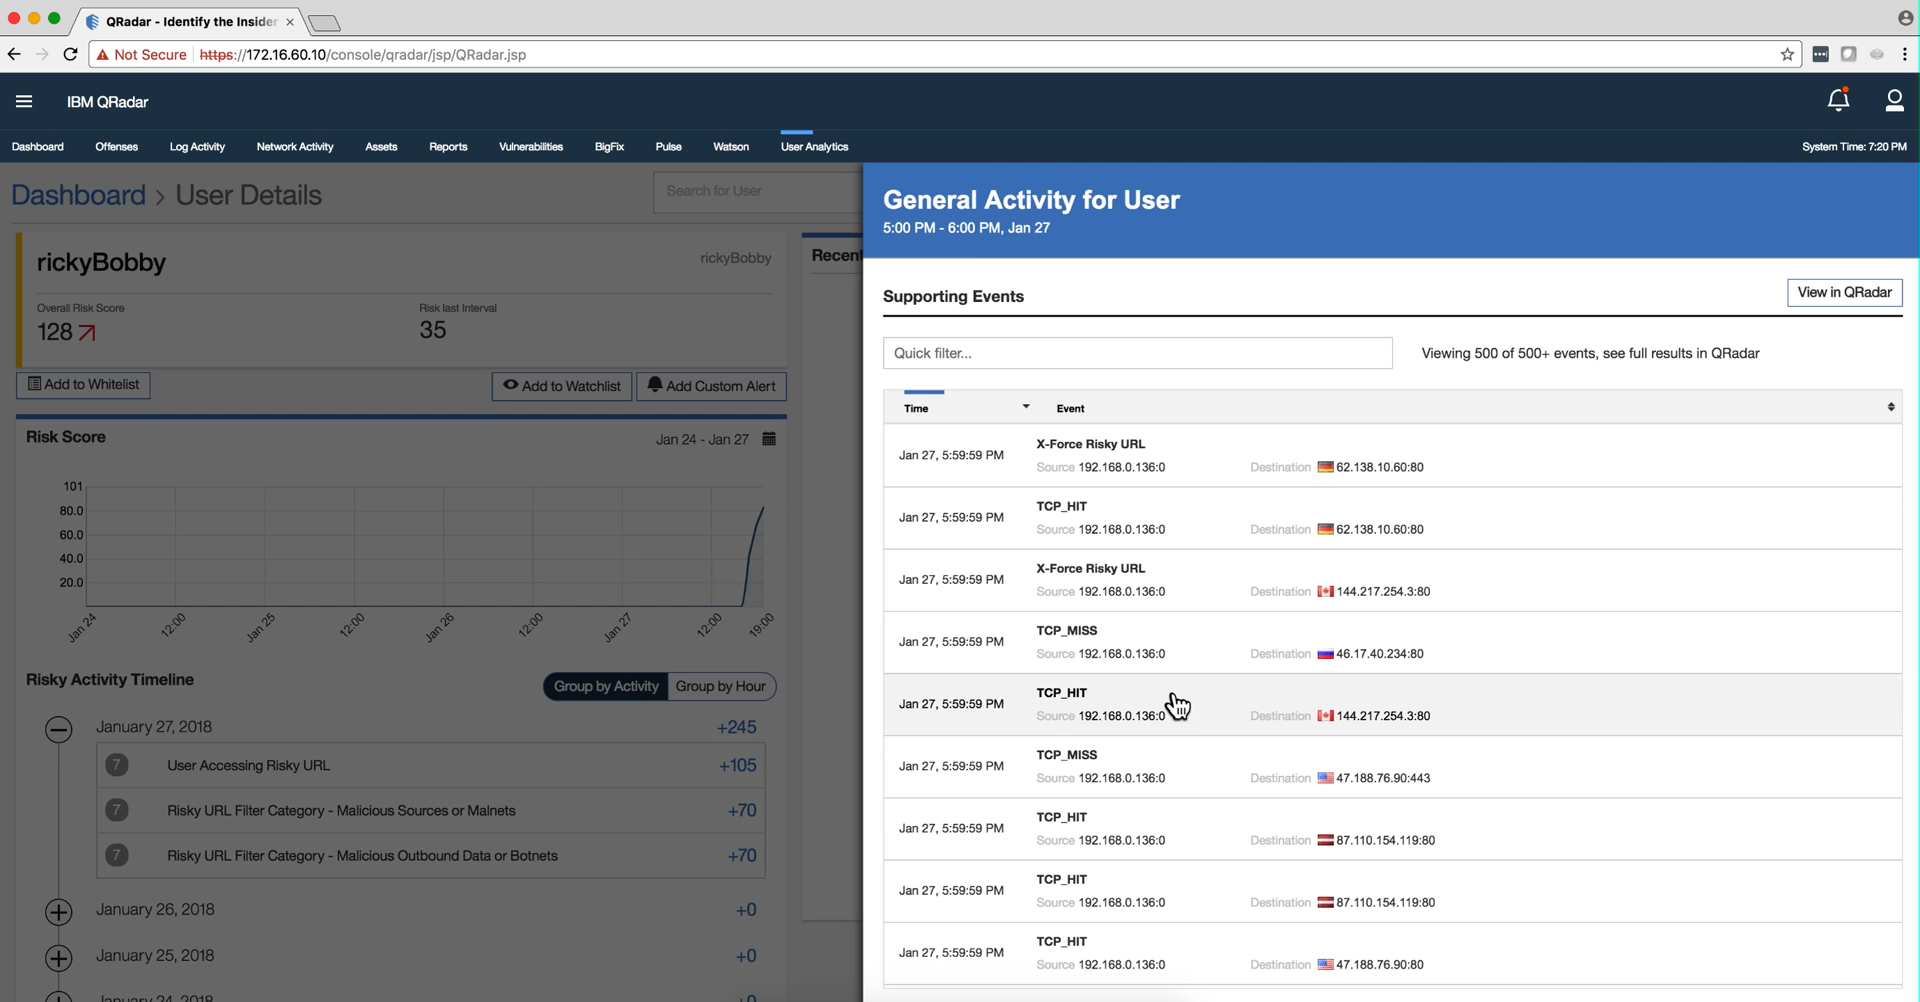 QRadar - Identify the Insider
Not Secure https://172.16.60.10/console/qradar/jsp/QRadar.jsp
IBM QRadar
Dashboard Offenses Log Activity Network Activity Assets Reports Vulnerabilities BigFix Pulse Watson User Analytics System Time: 7:20 PM
Dashboard > User Details
Search for User
rickyBobby rickyBobby
Overall Risk Score Risk last Interval
128 35
Add to Whitelist Add to Watchlist Add Custom Alert
Risk Score Jan 24 - Jan 27
101
80.0
60.0
40.0
20.0
Jan 24 12:00 Jan 25 12:00 Jan 26 12:00 Jan 27 12:00 19:00
Risky Activity Timeline Group by Activity Group by Hour
January 27, 2018 +245
7 User Accessing Risky URL +105
7 Risky URL Filter Category - Malicious Sources or Malnets +70
7 Risky URL Filter Category - Malicious Outbound Data or Botnets +70
January 26, 2018 +0
January 25, 2018 +0
January 24, 2018 +0
Recen
General Activity for User
5:00 PM - 6:00 PM, Jan 27
Supporting Events View in QRadar
Quick filter... Viewing 500 of 500+ events, see full results in QRadar
Time Event
X-Force Risky URL
Jan 27, 5:59:59 PM
Source 192.168.0.136:0 Destination 62.138.10.60:80
TCP_HIT
Jan 27, 5:59:59 PM
Source 192.168.0.136:0 Destination 62.138.10.60:80
X-Force Risky URL
Jan 27, 5:59:59 PM
Source 192.168.0.136:0 Destination 144.217.254.3:80
TCP_MISS
Jan 27, 5:59:59 PM
Source 192.168.0.136:0 Destination 46.17.40.234:80
TCP_HIT
Jan 27, 5:59:59 PM
Source 192.168.0.136:0 Destination 144.217.254.3:80
TCP_MISS
Jan 27, 5:59:59 PM
Source 192.168.0.136:0 Destination 47.188.76.90:443
TCP_HIT
Jan 27, 5:59:59 PM
Source 192.168.0.136:0 Destination 87.110.154.119:80
TCP_HIT
Jan 27, 5:59:59 PM
Source 192.168.0.136:0 Destination 87.110.154.119:80
TCP_HIT
Jan 27, 5:59:59 PM
Source 192.168.0.136:0 Destination 47.188.76.90:80